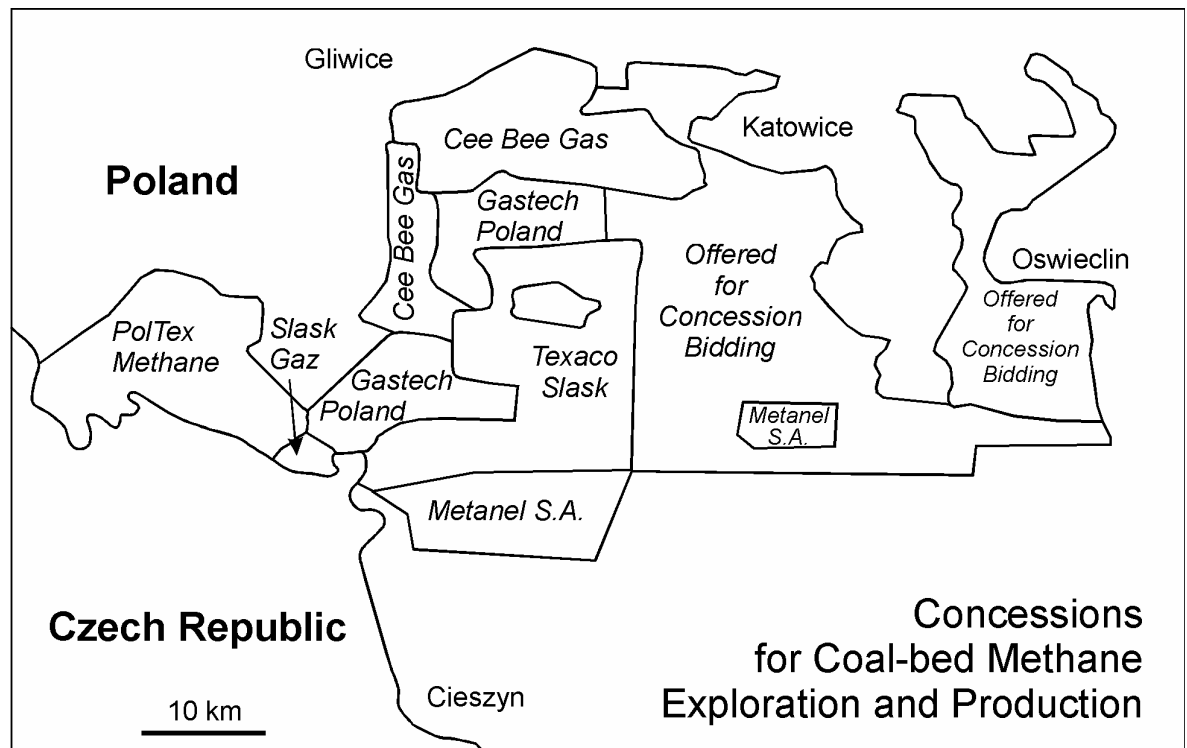 Gliwice
Katowice
Cee Bee Gas
Poland
Cee Bee Gas
Gastech
Poland
Offered
for
Concession
Bidding
Oswieclin
Offered
for
Concession
Bidding
PolTex
Methane
Slask
Gaz
Gastech
Poland
Texaco
Slask
Metanel
S.A.
Metanel S.A.
Czech Republic
Cieszyn
10 km
Concessions
for Coal-bed Methane
Exploration and Production